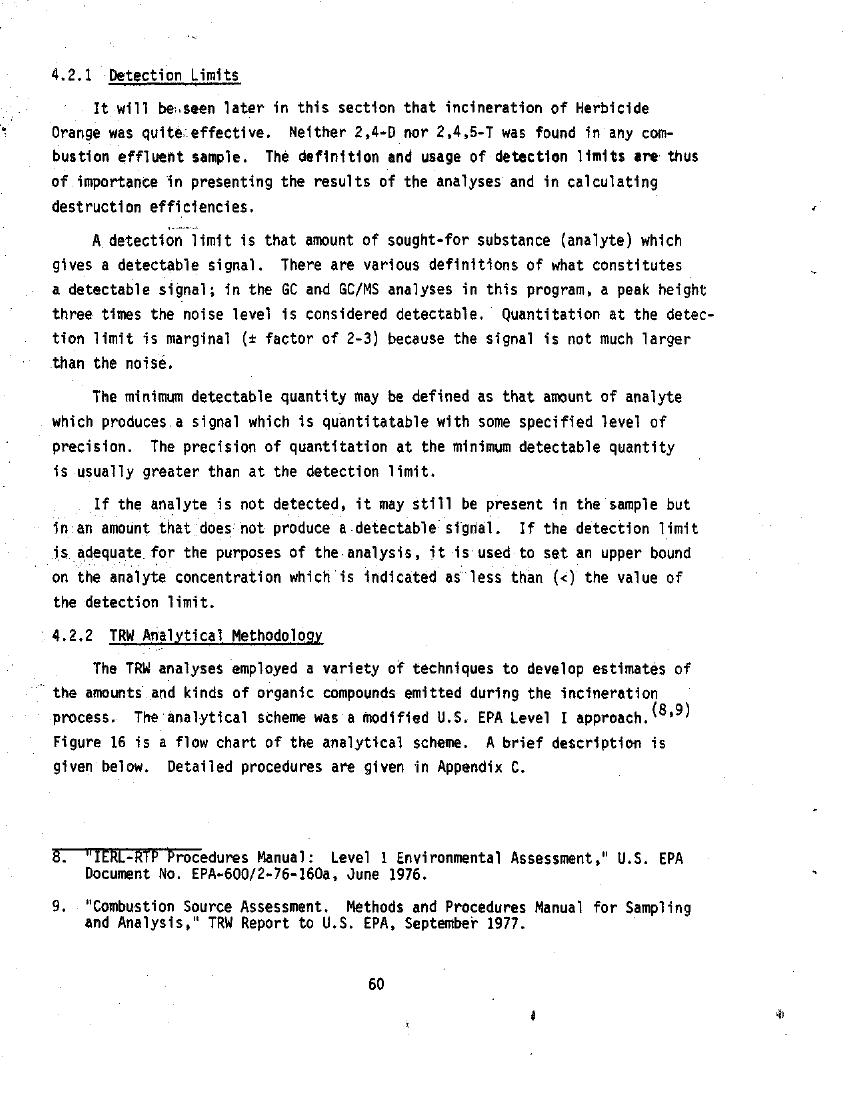 4.2.1 Detection Limits
It will be seen later in this section that incineration of Herbicide
Orange was quite effective. Neither 2,4-D nor 2,4,5-T was found in any com-
bustion effluent sample. The definition and usage of detection limits are thus
of importance in presenting the results of the analyses and in calculating
destruction efficiencies.
A detection limit is that amount of sought-for substance (analyte) which
gives a detectable signal. There are various definitions of what constitutes
a detectable signal; in the GC and GC/MS analyses in this program, a peak height
three times the noise level is considered detectable. Quantitation at the detec-
tion limit is marginal (± factor of 2-3) because the signal is not much larger
than the noise.
The minimum detectable quantity may be defined as that amount of analyte
which produces a signal which is quantitatable with some specified level of
precision. The precision of quantitation at the minimum detectable quantity
is usually greater than at the detection limit.
If the analyte is not detected, it may still be present in the sample but
in an amount that does not produce a detectable signal. If the detection limit
is adequate for the purposes of the analysis, it is used to set an upper bound
on the analyte concentration which is indicated as less than (<) the value of
the detection limit.
4.2.2 TRW Analytical Methodology
The TRW analyses employed a variety of techniques to develop estimates of
the amounts and kinds of organic compounds emitted during the incineration
process. The analytical scheme was a modified U.S. EPA Level I approach.(8,9)
Figure 16 is a flow chart of the analytical scheme. A brief description is
given below. Detailed procedures are given in Appendix C.
8. "IERL-RTP Procedures Manual: Level 1 Environmental Assessment," U.S. EPA
Document No. EPA-600/2-76-160a, June 1976.
9. "Combustion Source Assessment. Methods and Procedures Manual for Sampling
and Analysis," TRW Report to U.S. EPA, September 1977.
60